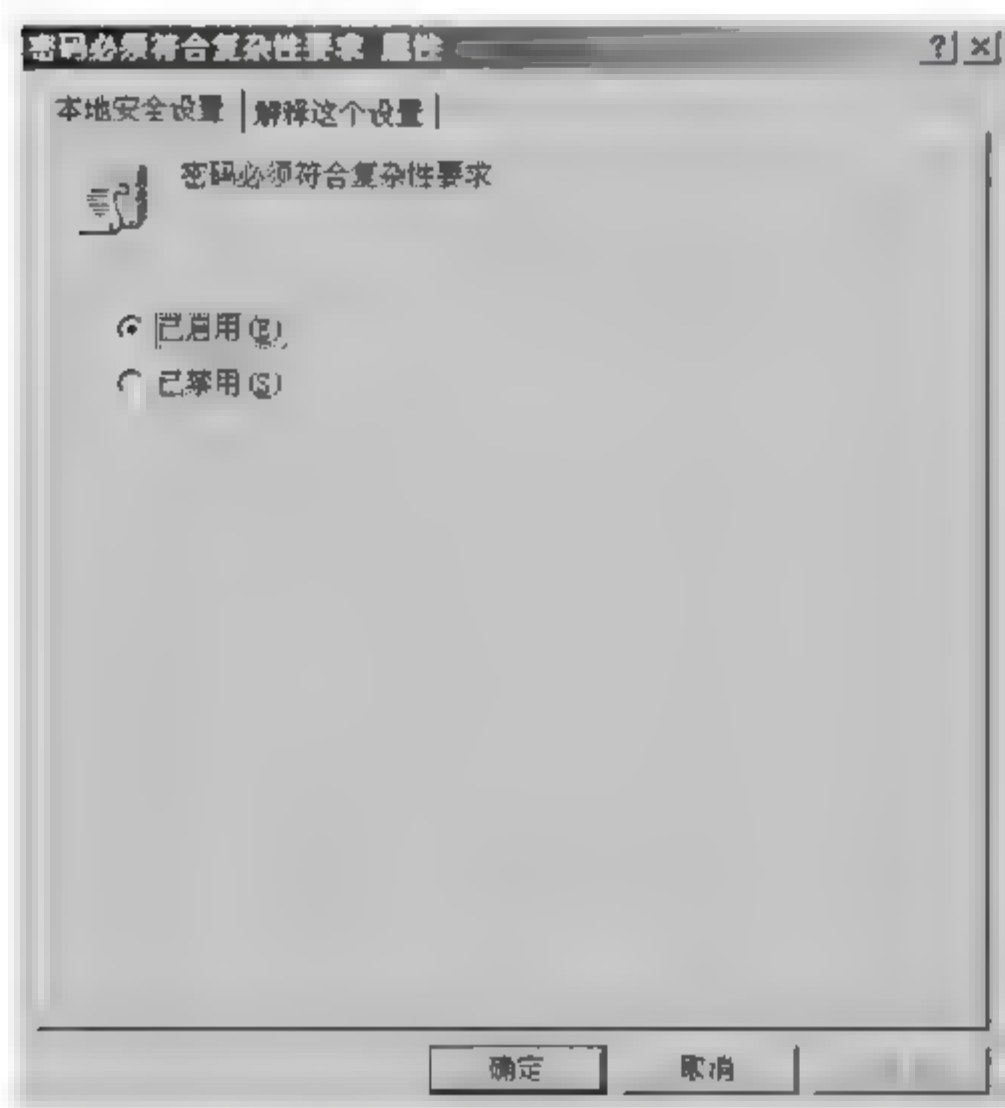 密码必须符合复杂性要求 属性
本地安全设置 解释这个设置
密码必须符合复杂性要求
已启用(E)
已禁用(S)
确定 取消